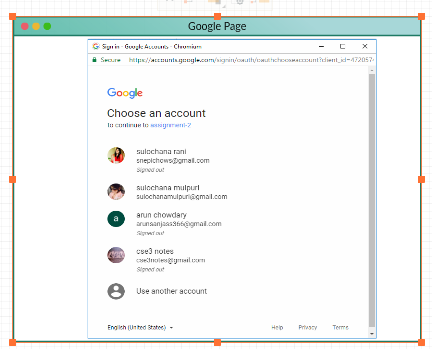 Google Page
Sign in - Google Accounts - Chromium
Secure https://accounts.google.com/signin/oauth/oauthchooseaccount?client_id=472057
Google
Choose an account
to continue to assignment-2
sulochana rani
snepichows@gmail.com
Signed out
sulochana mulpuri
sulochanamulpuri@gmail.com
a
arun chowdary
arunsanjass366@gmail.com
Signed out
cse3 notes
cse3notes@gmail.com
Signed out
Use another account
English (United States)
Help Privacy Terms